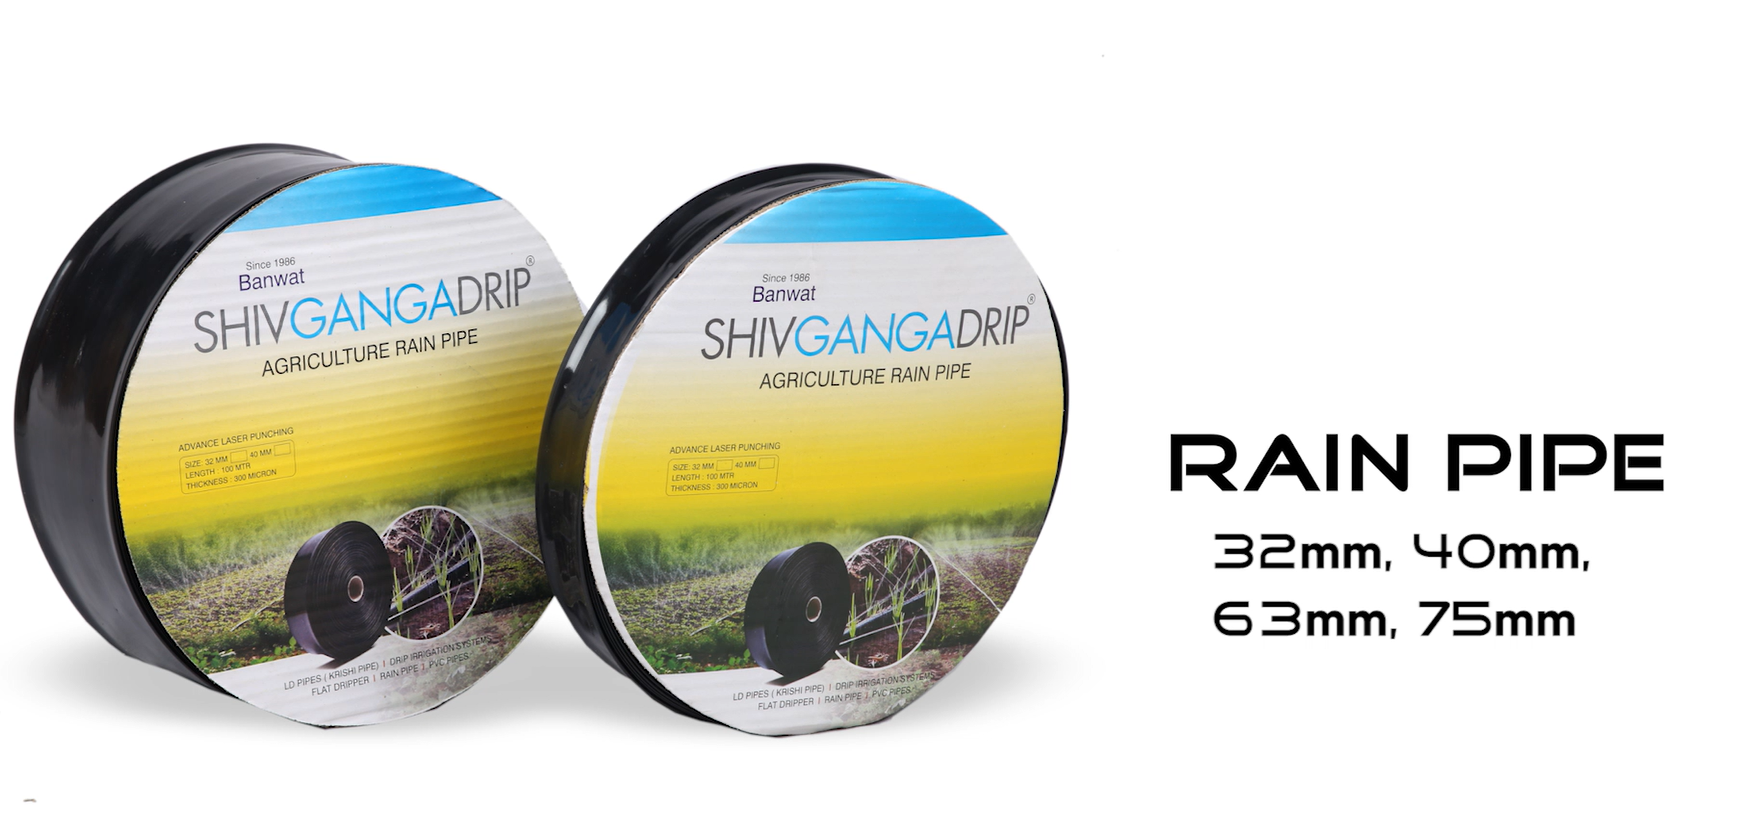 Since 1986
Banwat
SHIVGANGADRIP®
AGRICULTURE RAIN PIPE
ADVANCE LASER PUNCHING
SIZE: 32 MM 40 MM
LENGTH : 100 MTR
THICKNESS : 300 MICRON
LD PIPES ( KRISHI PIPE) | DRIP IRRIGATION SYSTEMS
FLAT DRIPPER | RAIN PIPE | PVC PIPES
Since 1986
Banwat
SHIVGANGADRIP®
AGRICULTURE RAIN PIPE
ADVANCE LASER PUNCHING
SIZE: 32 MM 40 MM
LENGTH : 100 MTR
THICKNESS : 300 MICRON
LD PIPES ( KRISHI PIPE) | DRIP IRRIGATION SYSTEMS
FLAT DRIPPER | RAIN PIPE | PVC PIPES
RAIN PIPE
32mm, 40mm,
63mm, 75mm